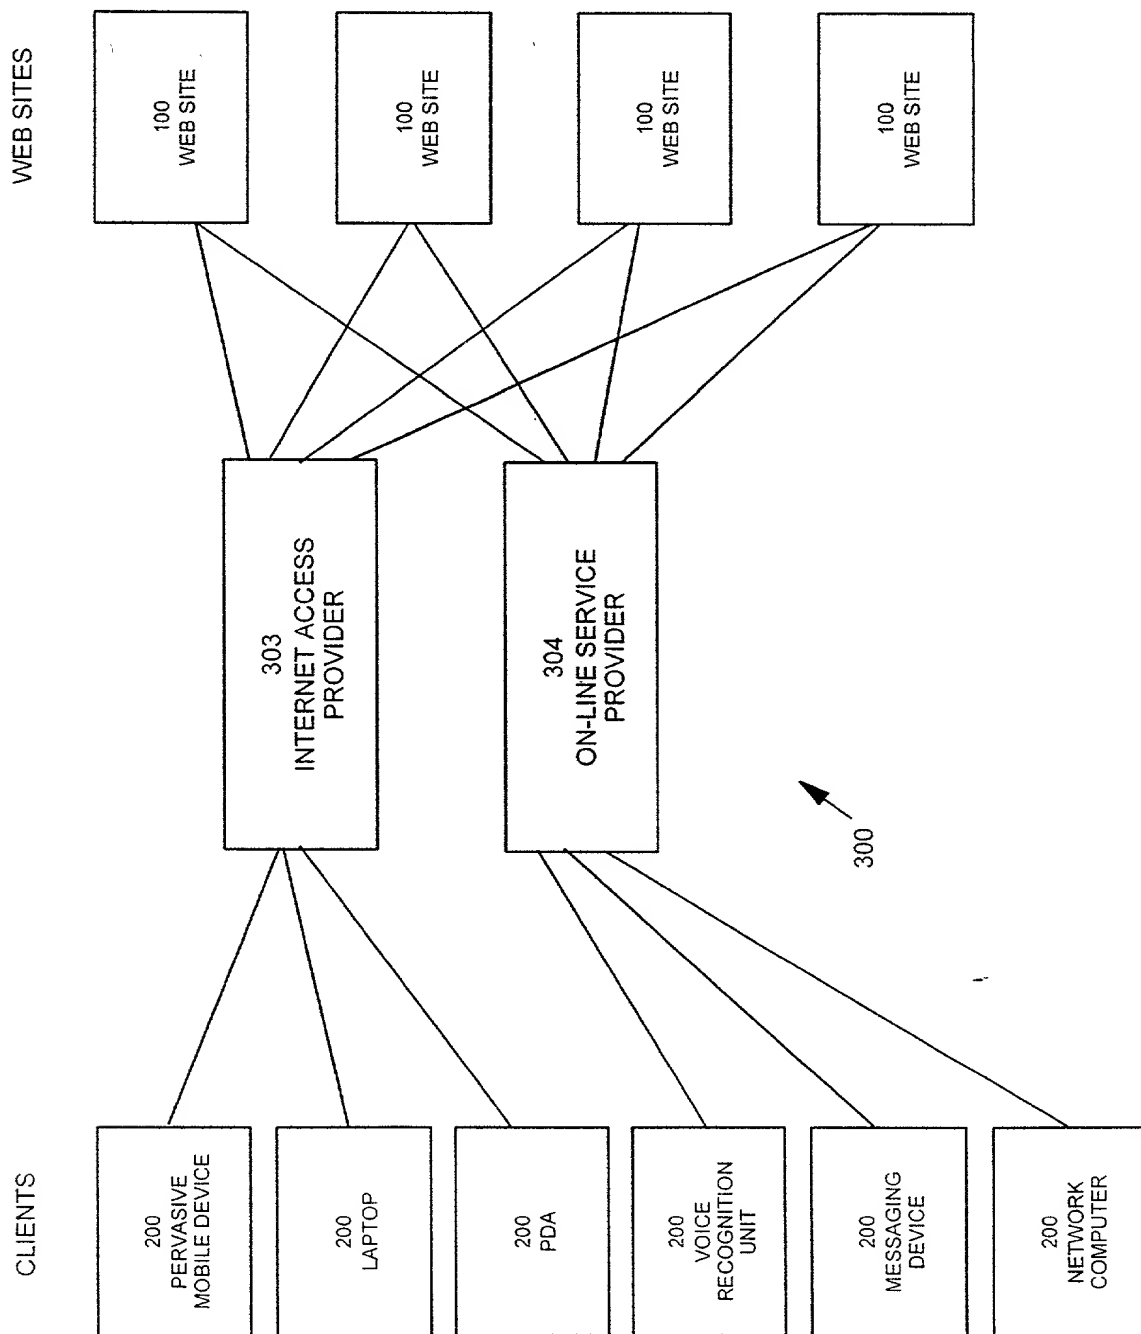 CLIENTS
WEB SITES
200
PERVASIVE
MOBILE DEVICE
200
LAPTOP
200
PDA
200
VOICE
RECOGNITION
UNIT
200
MESSAGING
DEVICE
200
NETWORK
COMPUTER
303
INTERNET ACCESS
PROVIDER
304
ON-LINE SERVICE
PROVIDER
300
100
WEB SITE
100
WEB SITE
100
WEB SITE
100
WEB SITE